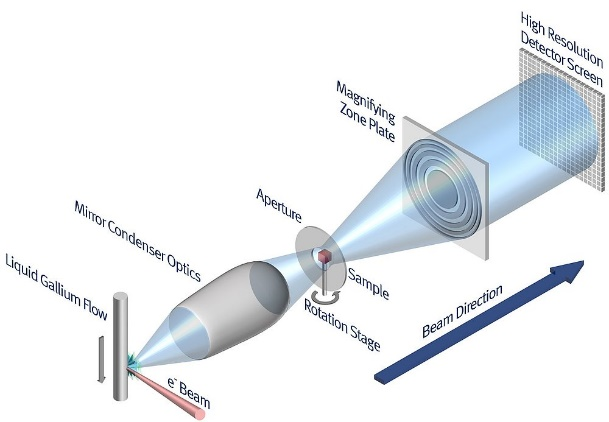 High Resolution
Detector Screen
Magnifying
Zone Plate
Aperture
Mirror Condenser Optics
Sample
Liquid Gallium Flow
Rotation Stage
Beam Direction
e⁻ Beam